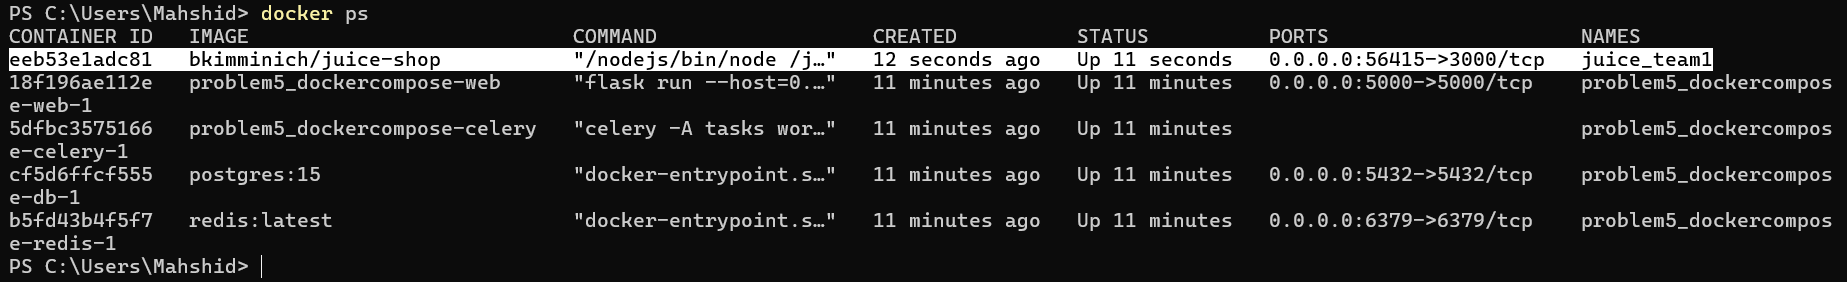 PS C:\Users\Mahshid> docker ps
CONTAINER ID   IMAGE                          COMMAND                  CREATED          STATUS          PORTS                     NAMES
eeb53e1adc81   bkimminich/juice-shop          "/nodejs/bin/node /j…"   12 seconds ago   Up 11 seconds   0.0.0.0:56415->3000/tcp   juice_team1
18f196ae112e   problem5_dockercompose-web     "flask run --host=0.…"   11 minutes ago   Up 11 minutes   0.0.0.0:5000->5000/tcp    problem5_dockercompos
e-web-1
5dfbc3575166   problem5_dockercompose-celery   "celery -A tasks wor…"   11 minutes ago   Up 11 minutes                             problem5_dockercompos
e-celery-1
cf5d6ffcf555   postgres:15                    "docker-entrypoint.s…"   11 minutes ago   Up 11 minutes   0.0.0.0:5432->5432/tcp    problem5_dockercompos
e-db-1
b5fd43b4f5f7   redis:latest                   "docker-entrypoint.s…"   11 minutes ago   Up 11 minutes   0.0.0.0:6379->6379/tcp    problem5_dockercompos
e-redis-1
PS C:\Users\Mahshid>